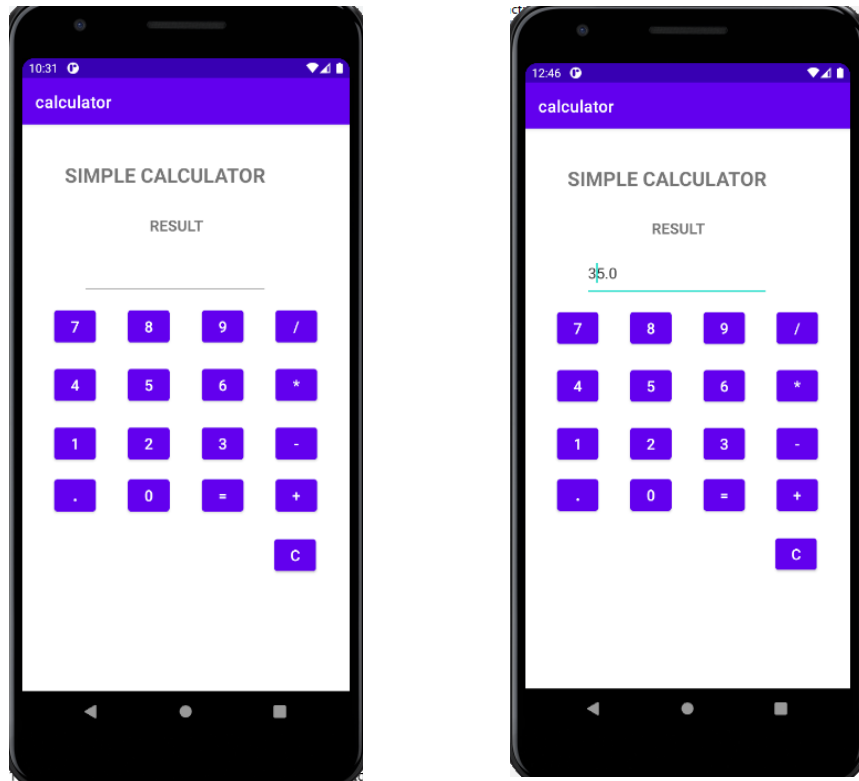 10:31
calculator
SIMPLE CALCULATOR
RESULT
7 8 9 /
4 5 6 *
1 2 3 -
. 0 = +
C
12:46
calculator
SIMPLE CALCULATOR
RESULT
35.0
7 8 9 /
4 5 6 *
1 2 3 -
. 0 = +
C